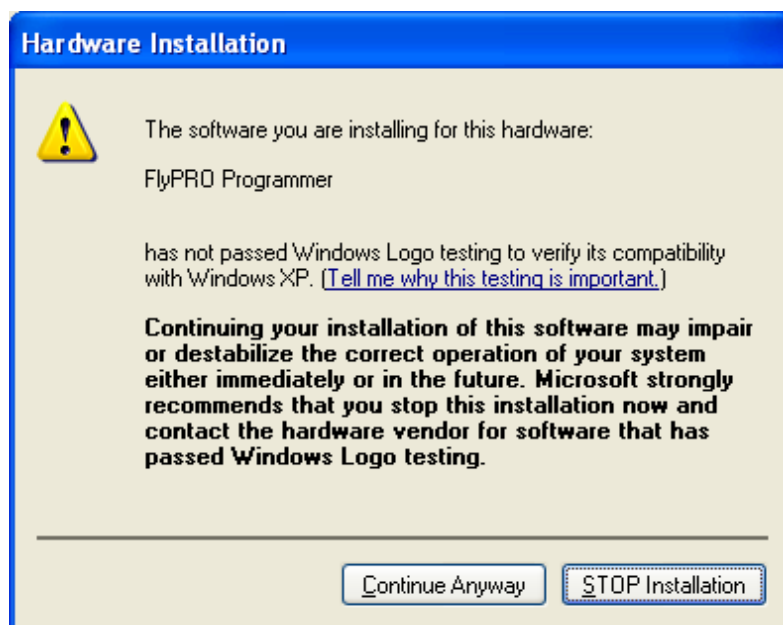 Hardware Installation
The software you are installing for this hardware:
FlyPRO Programmer
has not passed Windows Logo testing to verify its compatibility
with Windows XP. (Tell me why this testing is important.)
Continuing your installation of this software may impair
or destabilize the correct operation of your system
either immediately or in the future. Microsoft strongly
recommends that you stop this installation now and
contact the hardware vendor for software that has
passed Windows Logo testing.
Continue Anyway
STOP Installation